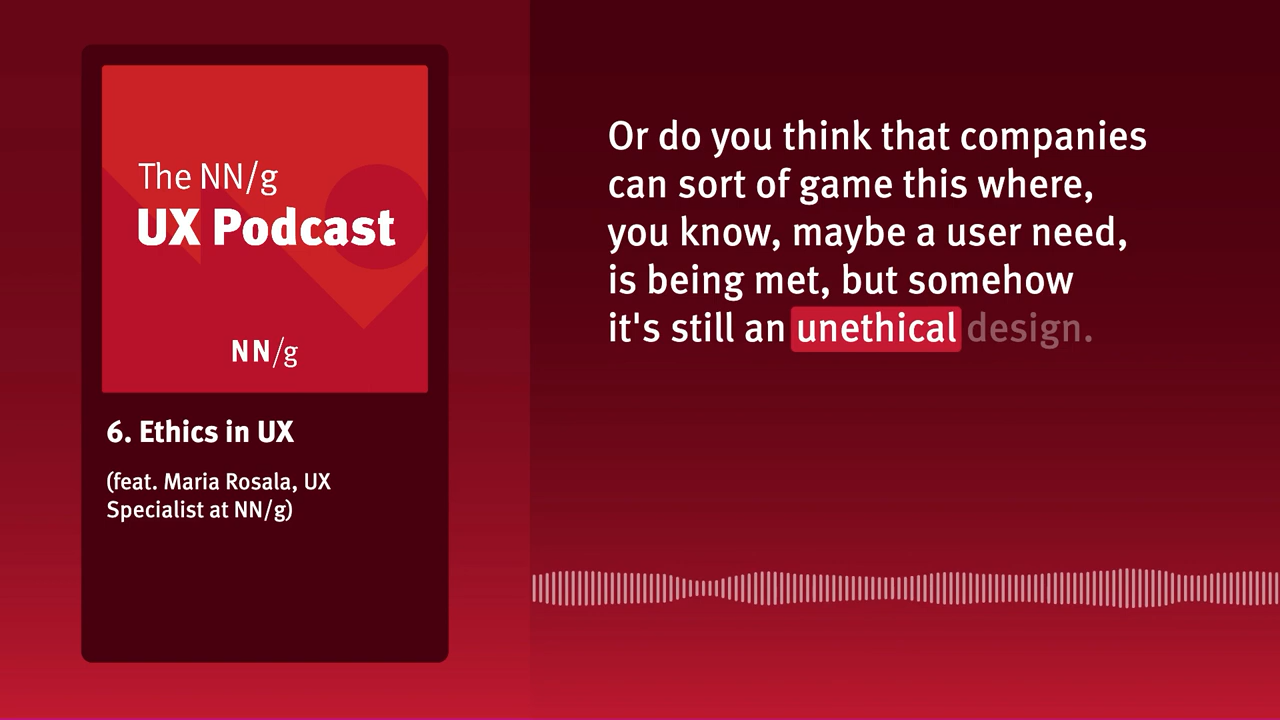 The NN/g
UX Podcast
NN/g
6. Ethics in UX
(feat. Maria Rosala, UX
Specialist at NN/g)
Or do you think that companies
can sort of game this where,
you know, maybe a user need,
is being met, but somehow
it's still an unethical design.